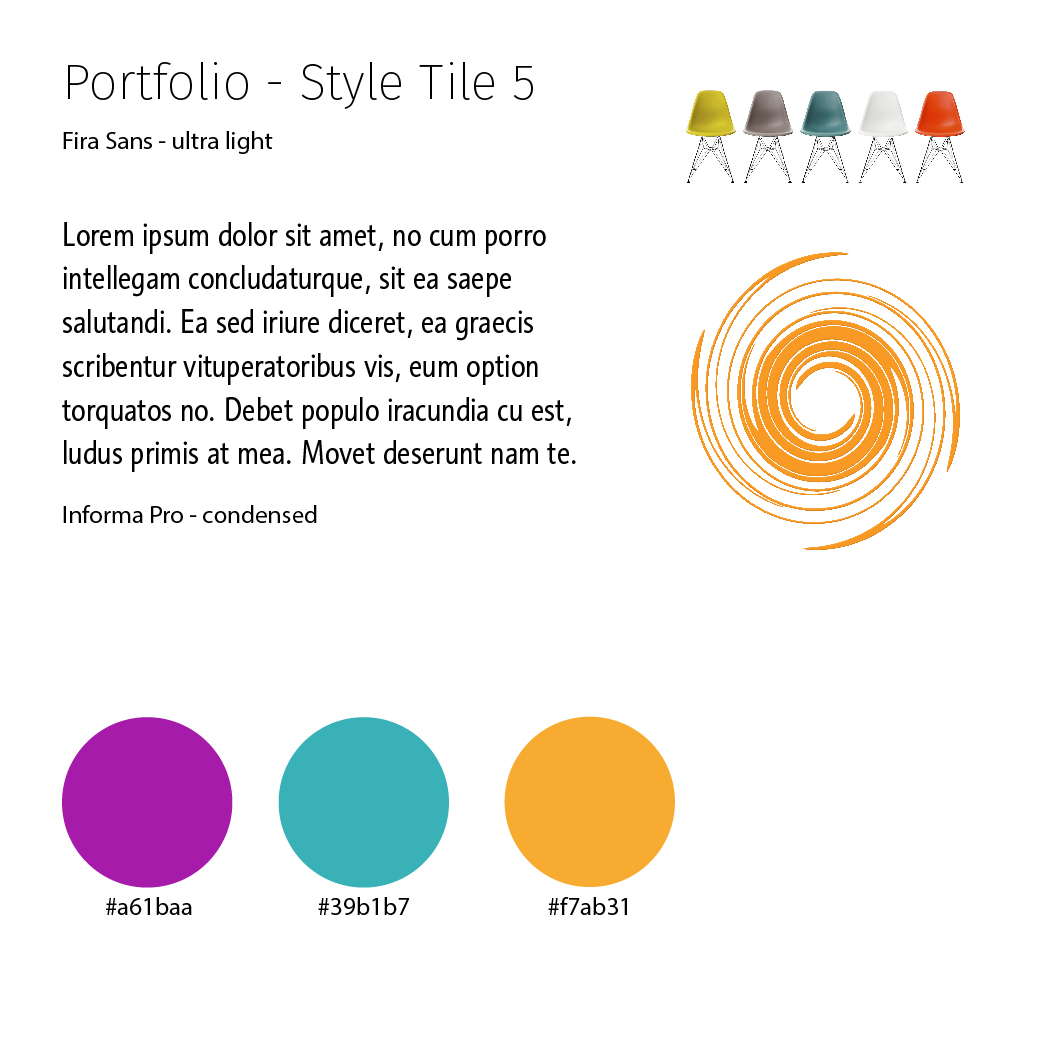 Portfolio - Style Tile 5
Fira Sans - ultra light
Lorem ipsum dolor sit amet, no cum porro
intellegam concludaturque, sit ea saepe
salutandi. Ea sed iriure diceret, ea graecis
scribentur vituperatoribus vis, eum option
torquatos no. Debet populo iracundia cu est,
ludus primis at mea. Movet deserunt nam te.
Informa Pro - condensed
#a61baa
#39b1b7
#f7ab31